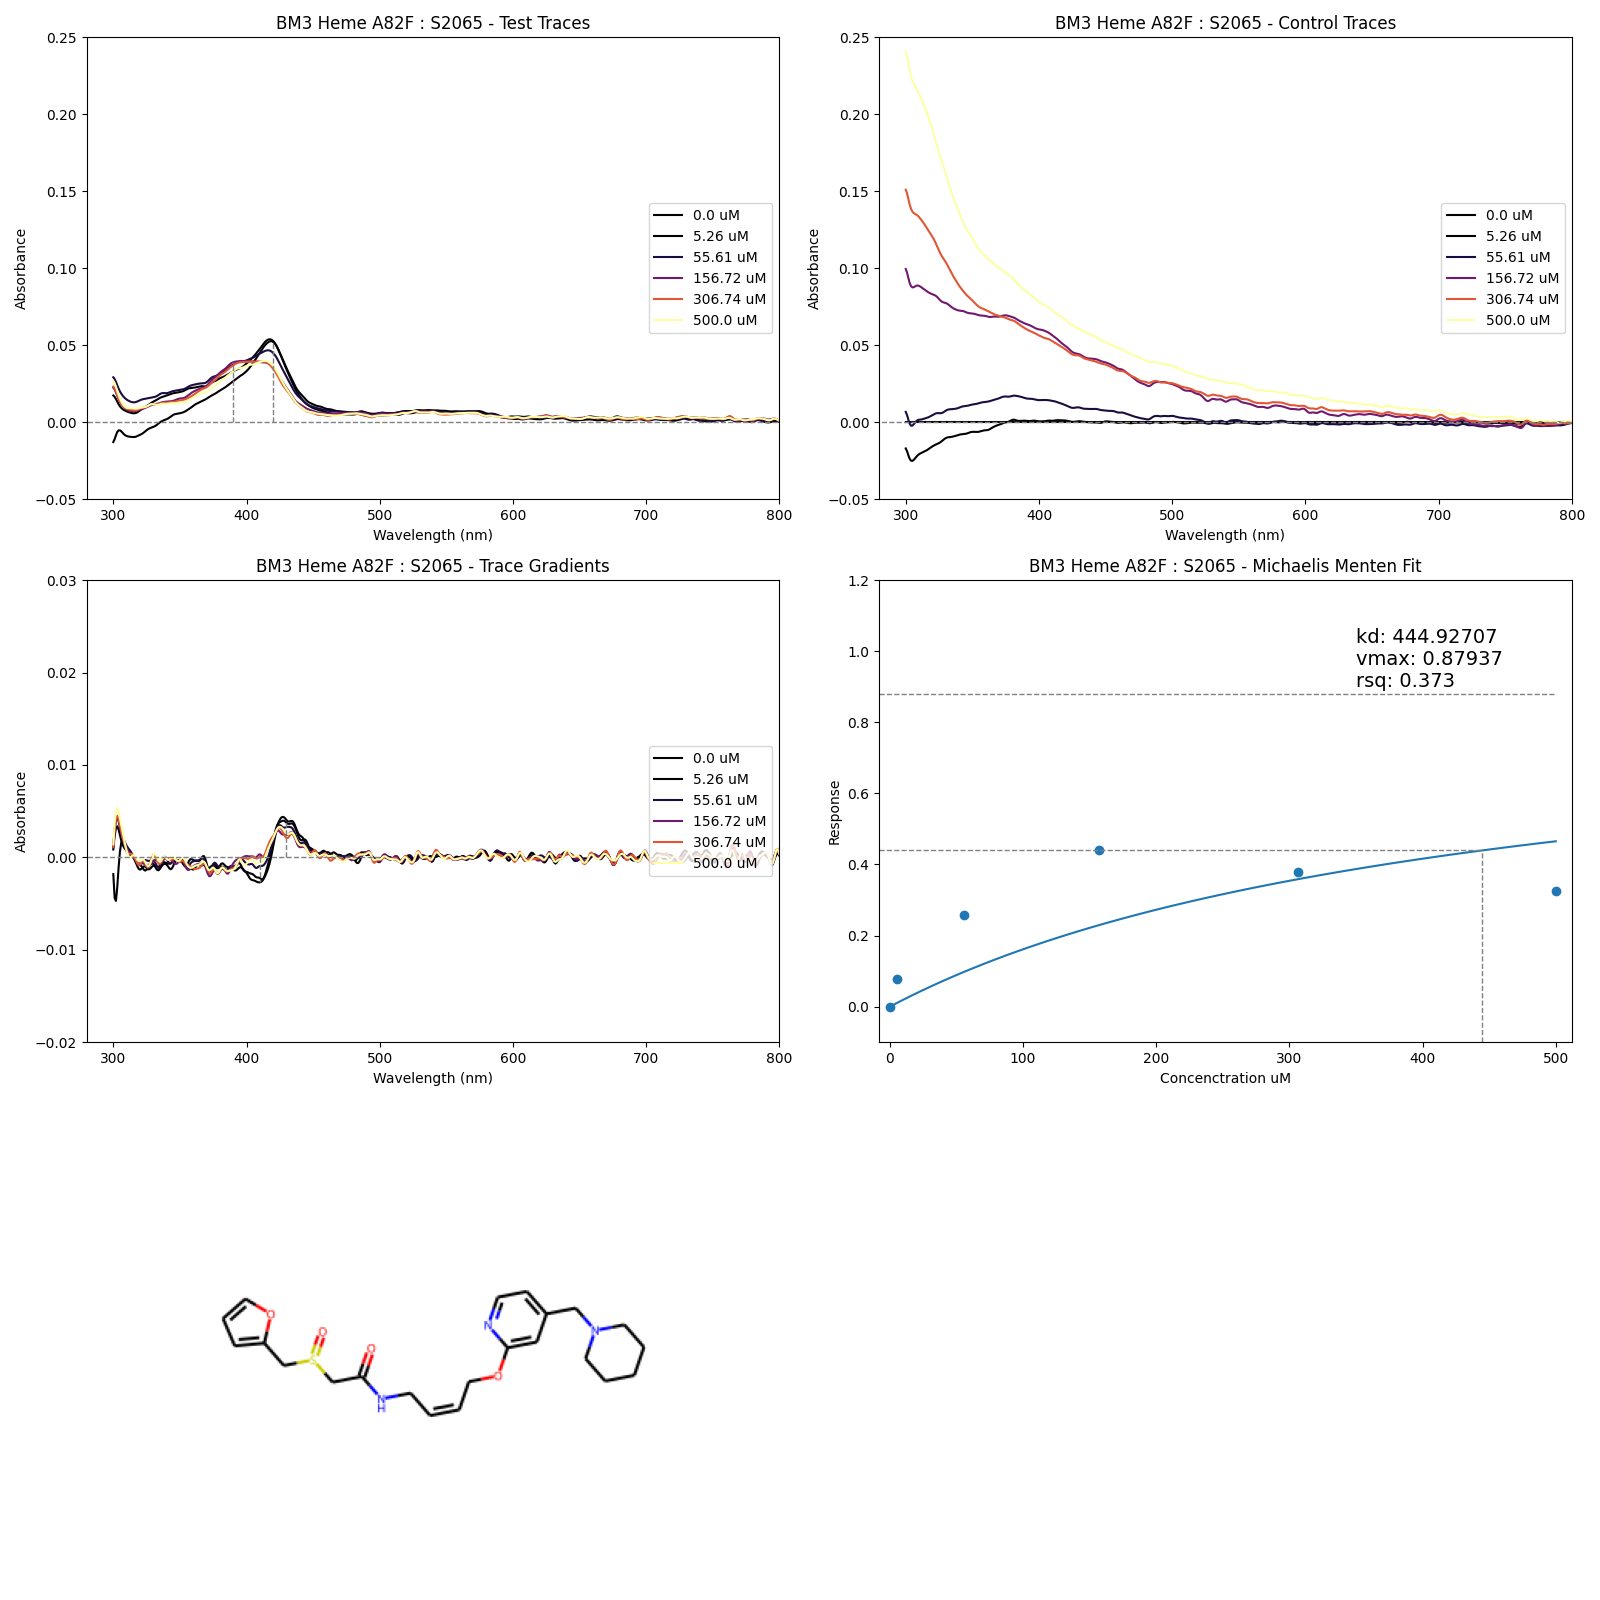 BM3 Heme A82F : S2065 - Test Traces
0.25
0.20
0.15
0.10
0.05
0.00
−0.05
Absorbance
300
400
500
600
700
800
Wavelength (nm)
0.0 uM
5.26 uM
55.61 uM
156.72 uM
306.74 uM
500.0 uM
BM3 Heme A82F : S2065 - Control Traces
0.25
0.20
0.15
0.10
0.05
0.00
−0.05
Absorbance
300
400
500
600
700
800
Wavelength (nm)
0.0 uM
5.26 uM
55.61 uM
156.72 uM
306.74 uM
500.0 uM
BM3 Heme A82F : S2065 - Trace Gradients
0.03
0.02
0.01
0.00
−0.01
−0.02
Absorbance
300
400
500
600
700
800
Wavelength (nm)
0.0 uM
5.26 uM
55.61 uM
156.72 uM
306.74 uM
500.0 uM
BM3 Heme A82F : S2065 - Michaelis Menten Fit
1.2
1.0
0.8
0.6
0.4
0.2
0.0
Response
kd: 444.92707
vmax: 0.87937
rsq: 0.373
0
100
200
300
400
500
Concenctration uM
O
S
O
O
N
H
O
N
N